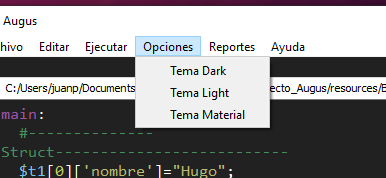 Augus
hivo Editar Ejecutar Opciones Reportes Ayuda
Tema Dark
C:/Users/juanp/Documents ecto_Augus/resources/B
Tema Light
Tema Material
main:
#--------------
Struct--------------------------
$t1[0]['nombre']="Hugo";